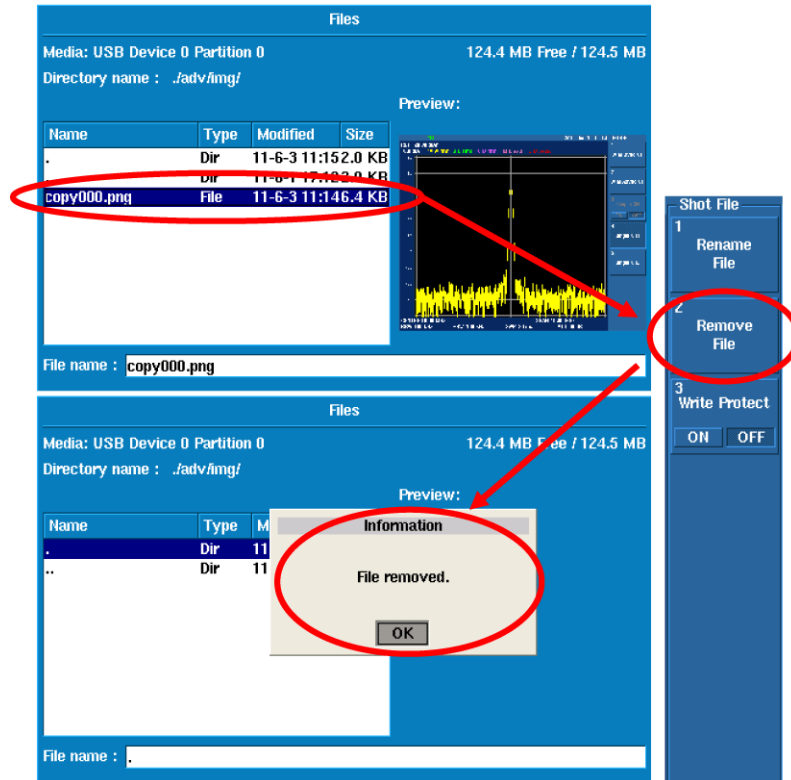 Files
Media: USB Device 0 Partition 0 124.4 MB Free / 124.5 MB
Directory name : ./adv/img/
Preview:
Name Type Modified Size
. Dir 11-6-3 11:15 2.0 KB
.. Dir
copy000.png File 11-6-3 11:14 6.4 KB
File name : copy000.png
Files
Media: USB Device 0 Partition 0 124.4 MB Free / 124.5 MB
Directory name : ./adv/img/
Preview:
Name Type M
. Dir 11
.. Dir 11
Information
File removed.
OK
File name : .
Shot File
1
Rename
File
2
Remove
File
3
Write Protect
ON OFF